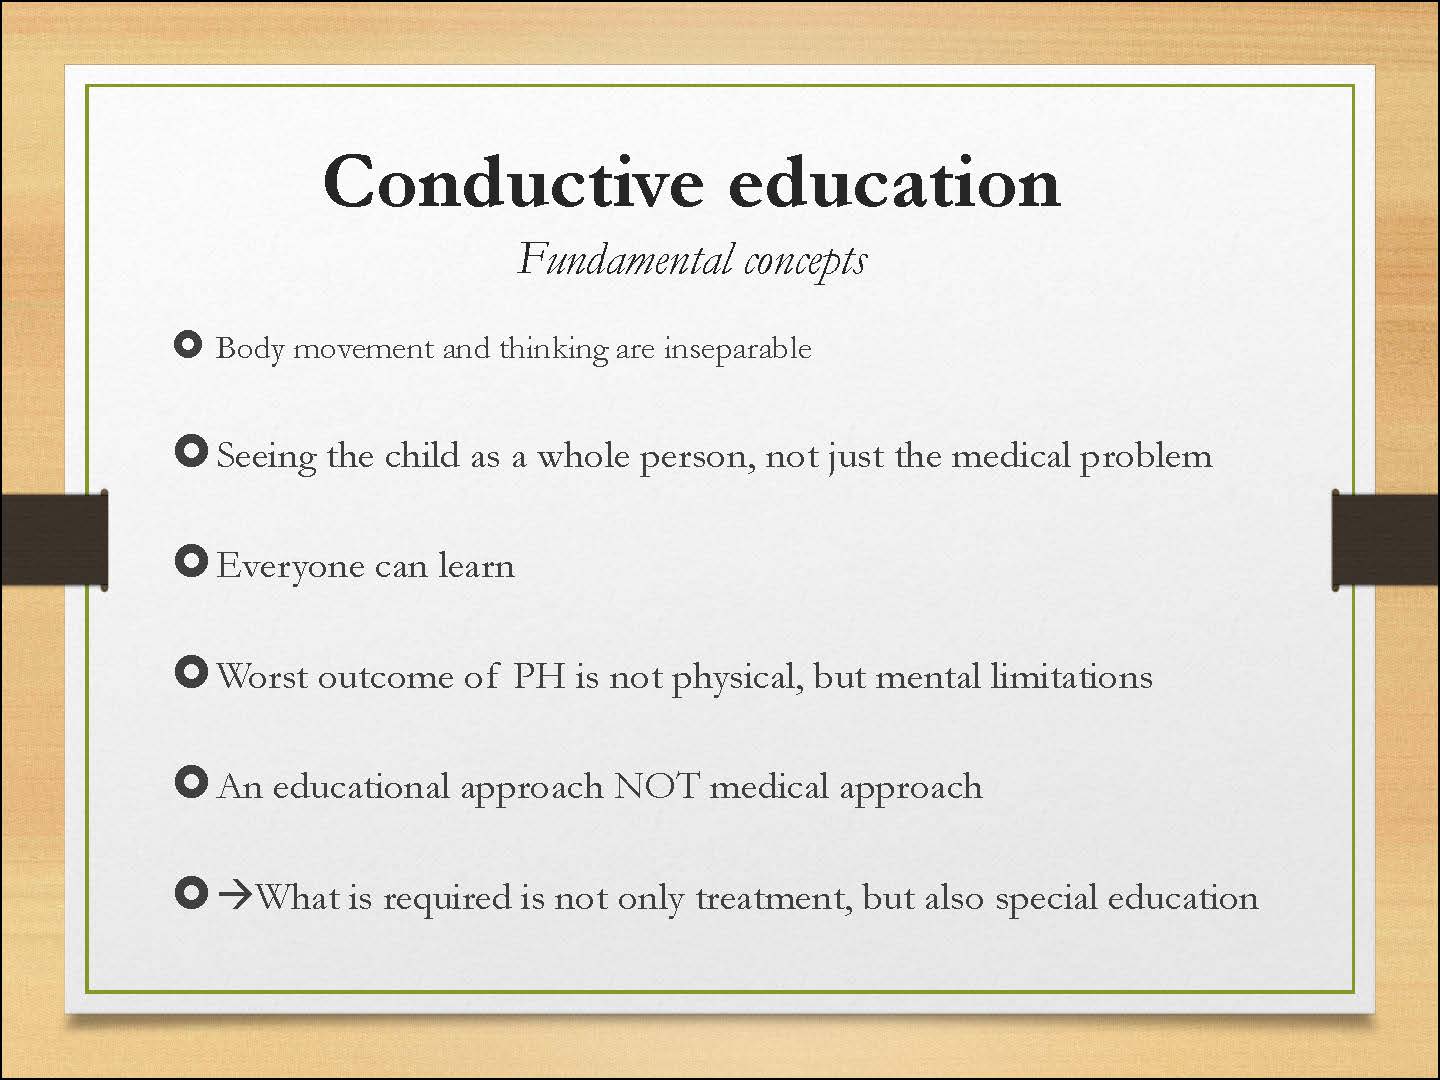 Conductive education
Fundamental concepts
Body movement and thinking are inseparable
Seeing the child as a whole person, not just the medical problem
Everyone can learn
Worst outcome of PH is not physical, but mental limitations
An educational approach NOT medical approach
→What is required is not only treatment, but also special education